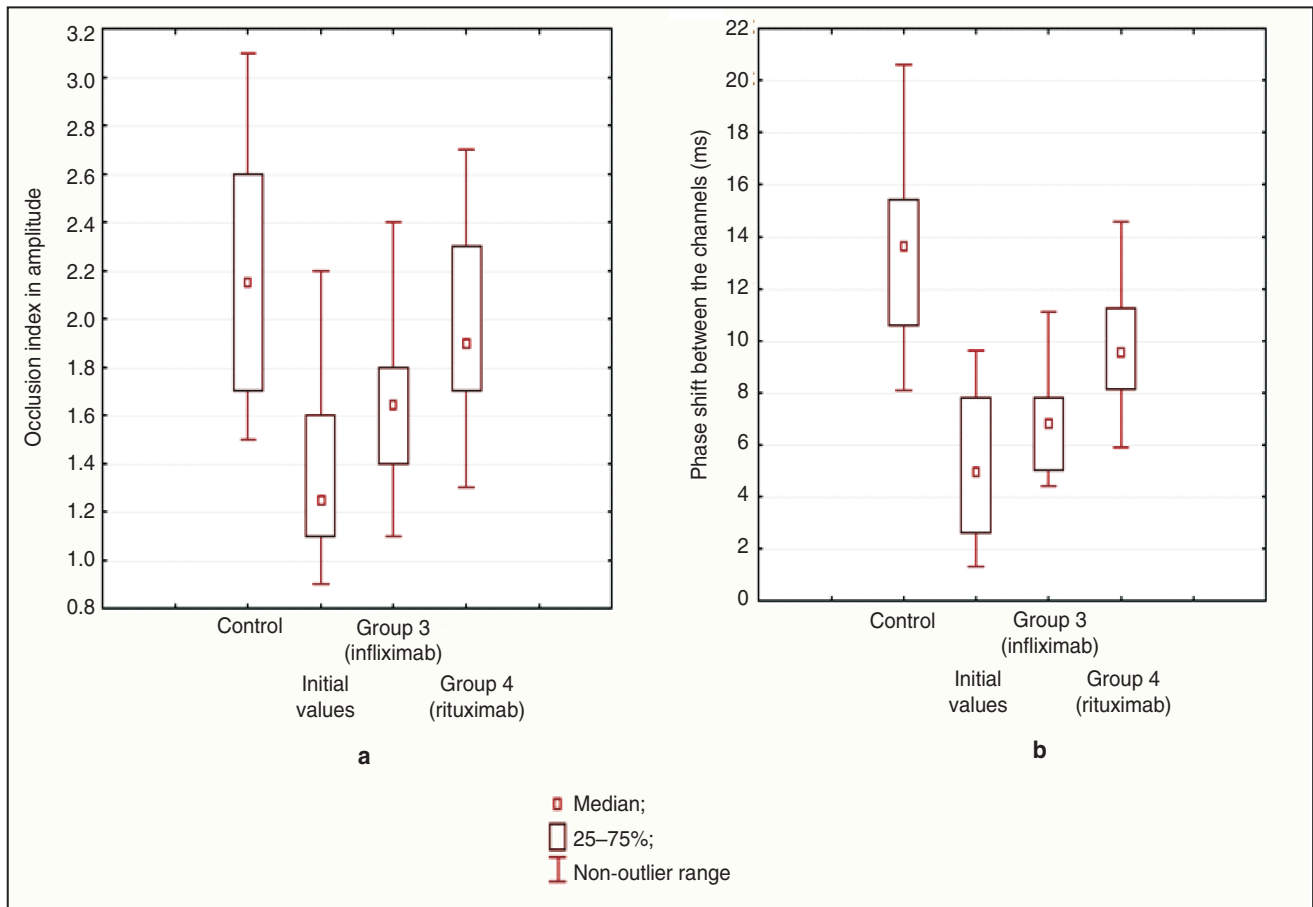 3.2
3.0
2.8
2.6
2.4
2.2
2.0
1.8
1.6
1.4
1.2
1.0
0.8
Occlusion index in amplitude
Control
Group 3
(infliximab)
Initial
values
Group 4
(rituximab)
a
22
20
18
16
14
12
10
8
6
4
2
0
Phase shift between the channels (ms)
Control
Group 3
(infliximab)
Initial
values
Group 4
(rituximab)
b
Median;
25–75%;
Non-outlier range